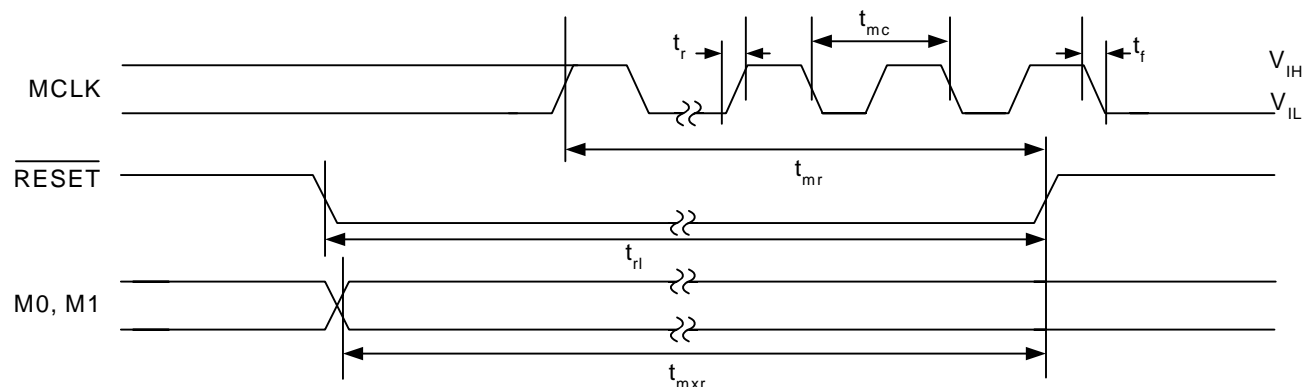 t_r
t_mc
t_f
MCLK
V_IH
V_IL
t_mr
RESET
t_rl
M0, M1
t_mxr